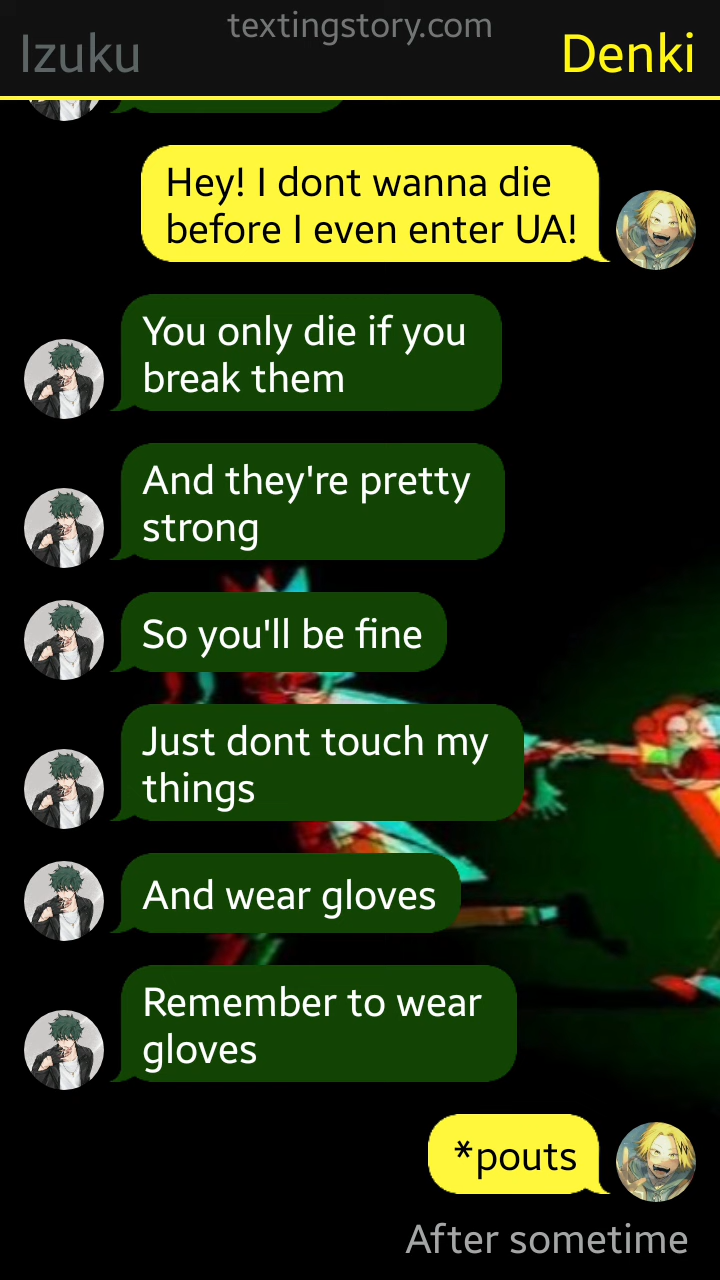 textingstory.com
Izuku
Denki
Hey! I dont wanna die
before I even enter UA!
You only die if you
break them
And they're pretty
strong
So you'll be fine
Just dont touch my
things
And wear gloves
Remember to wear
gloves
*pouts
After sometime